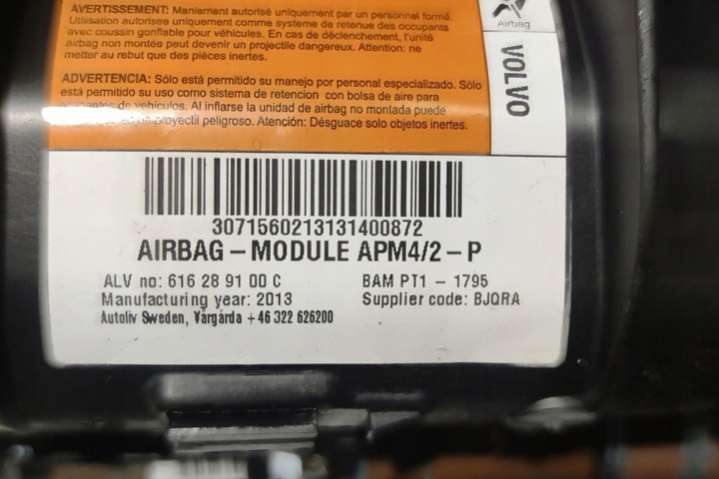 AVERTISSEMENT: Maniement autorisé uniquement par un personnel formé.
Utilisation autorisée uniquement comme système de retenue des occupants
avec coussin gonflable pour véhicules. En cas de déclenchement, l'unité
airbag non montée peut devenir un projectile dangereux. Attention: ne
metter au rebut que des pièces inertes.
ADVERTENCIA: Sólo está permitido su manejo por personal especializado. Sólo
está permitido su uso como sistema de retencion con bolsa de aire para
de vehículos. Al inflarse la unidad de airbag no montada puede
proyectil peligroso. Atención: Désguace solo objetos inertes.
Airbag
VOLVO
3071560213131400872
AIRBAG – MODULE APM4/2 – P
ALV no: 616 28 91 00 C
BAM PT1 - 1795
Manufacturing year: 2013
Supplier code: BJQRA
Autoliv Sweden, Vårgårda +46 322 626200